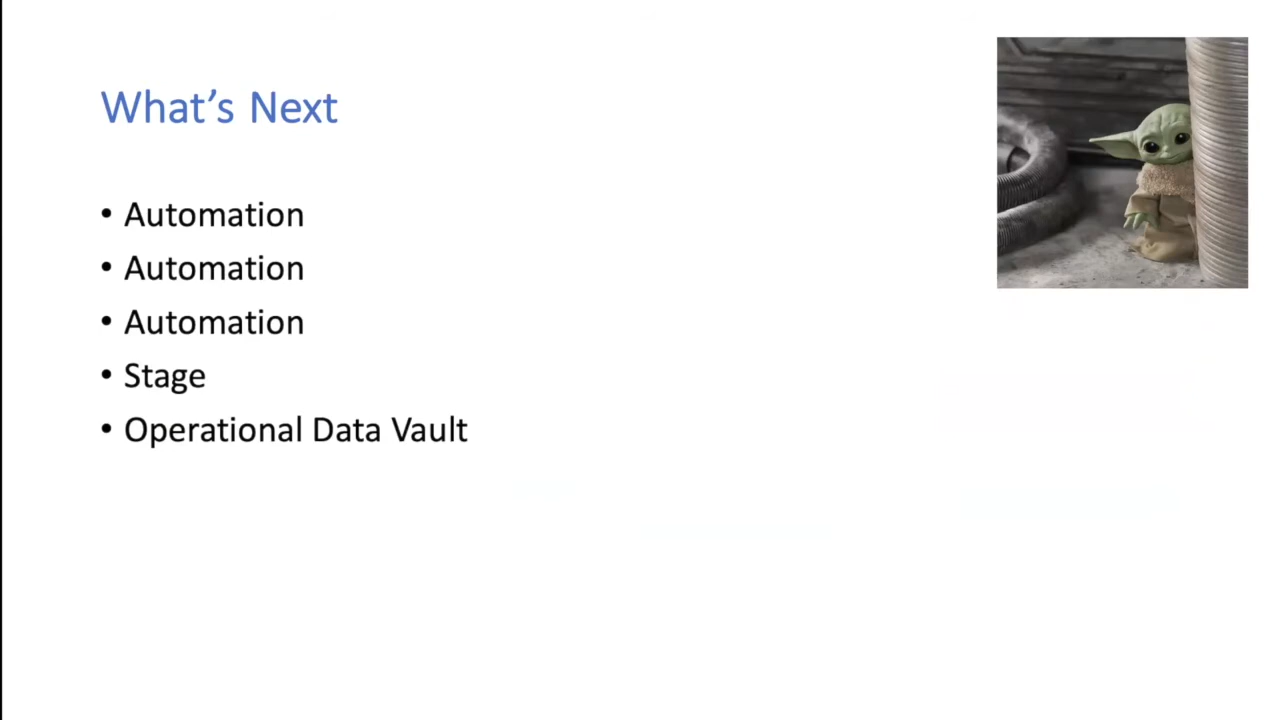 What’s Next
• Automation
• Automation
• Automation
• Stage
• Operational Data Vault